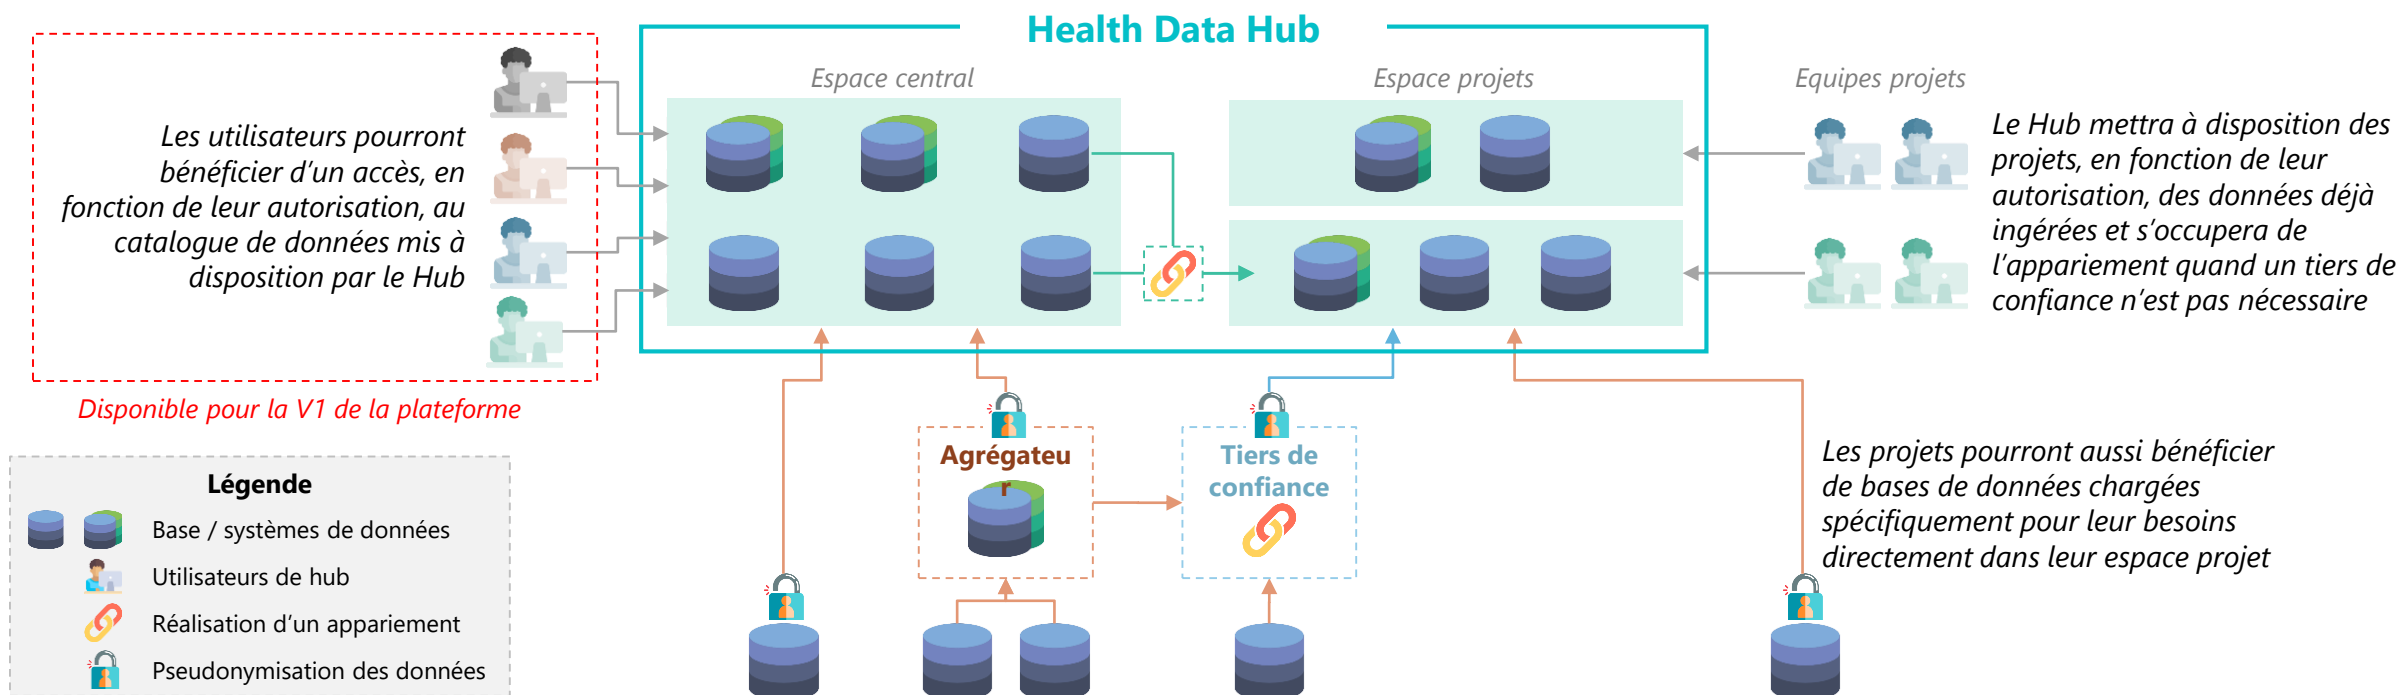 Health Data Hub
Espace central
Espace projets
Equipes projets
Les utilisateurs pourront
bénéficier d'un accès, en
fonction de leur autorisation, au
catalogue de données mis à
disposition par le Hub
Disponible pour la V1 de la plateforme
Le Hub mettra à disposition des
projets, en fonction de leur
autorisation, des données déjà
ingérées et s'occupera de
l'appariement quand un tiers de
confiance n'est pas nécessaire
Agrégateu
r
Tiers de
confiance
Les projets pourront aussi bénéficier
de bases de données chargées
spécifiquement pour leur besoins
directement dans leur espace projet
Légende
Base / systèmes de données
Utilisateurs de hub
Réalisation d'un appariement
Pseudonymisation des données